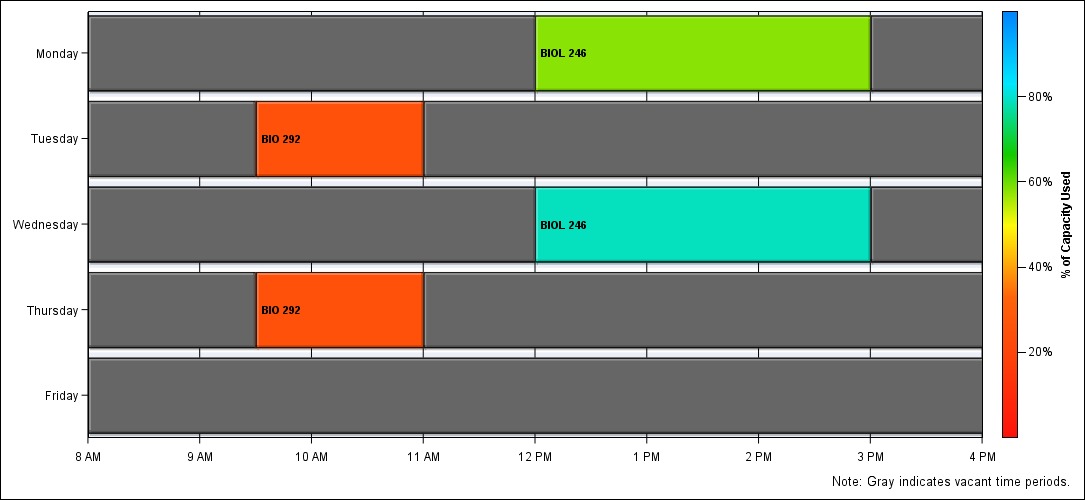 Monday
BIOL 246
Tuesday
BIO 292
Wednesday
BIOL 246
Thursday
BIO 292
Friday
8 AM 9 AM 10 AM 11 AM 12 PM 1 PM 2 PM 3 PM 4 PM
80%
60%
40%
20%
% of Capacity Used
Note: Gray indicates vacant time periods.